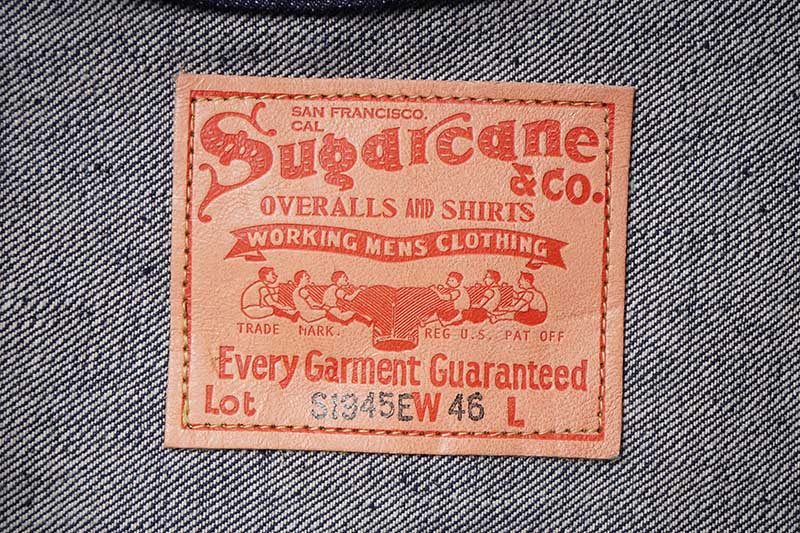 SAN FRANCISCO.
CAL
Sugarcane
& CO.
OVERALLS AND SHIRTS
WORKING MENS CLOTHING
TRADE MARK. REG U.S. PAT OFF
Every Garment Guaranteed
Lot S1945E W 46 L